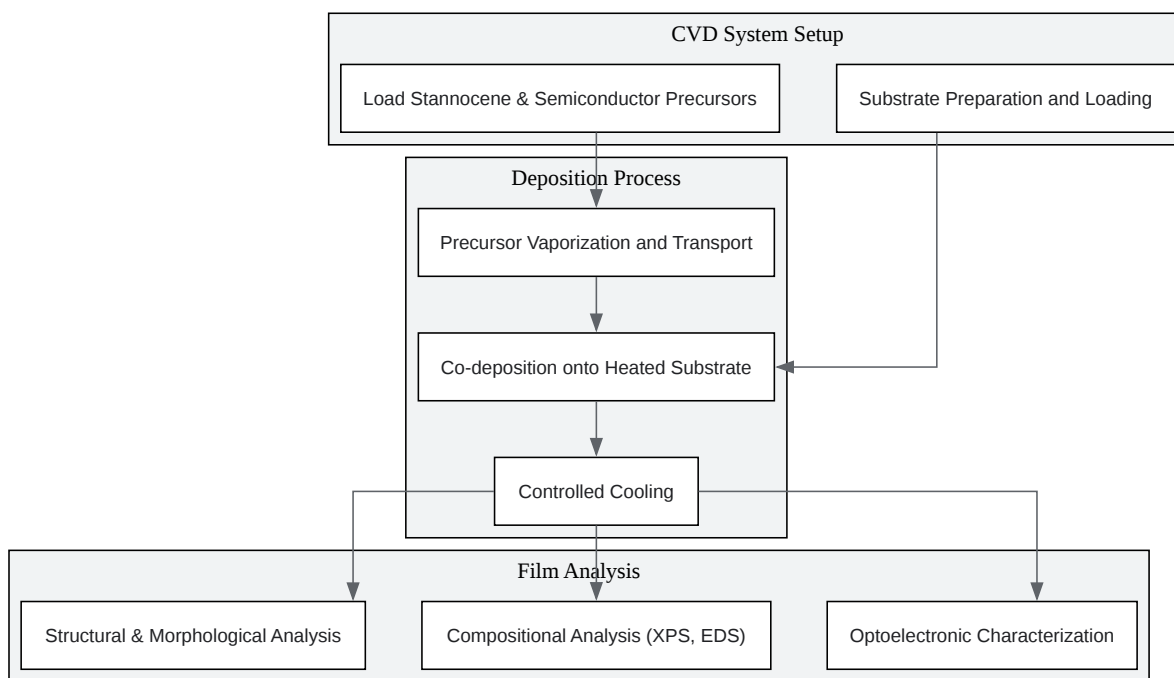 CVD System Setup
Load Stannocene & Semiconductor Precursors
Substrate Preparation and Loading
Deposition Process
Precursor Vaporization and Transport
Co-deposition onto Heated Substrate
Controlled Cooling
Film Analysis
Structural & Morphological Analysis
Compositional Analysis (XPS, EDS)
Optoelectronic Characterization